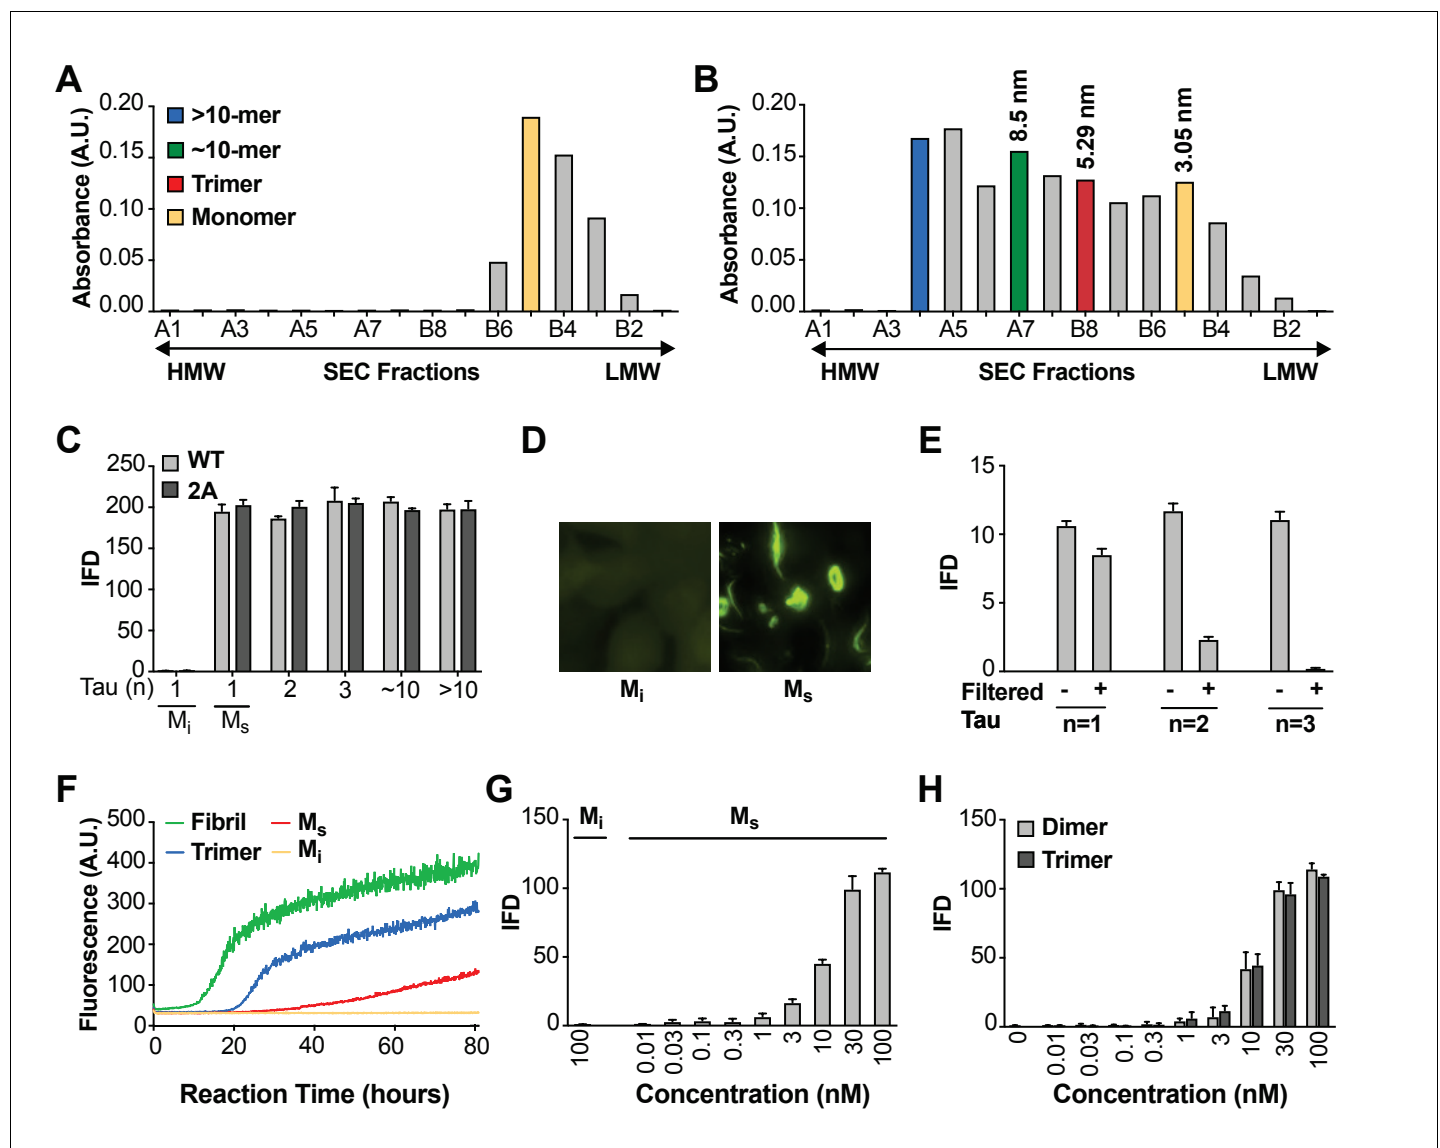 A
Absorbance (A.U.)
0.20
0.15
0.10
0.05
0.00
>10-mer
~10-mer
Trimer
Monomer
A1 A3 A5 A7 B8 B6 B4 B2
HMW SEC Fractions LMW
B
Absorbance (A.U.)
0.20
0.15
0.10
0.05
0.00
8.5 nm
5.29 nm
3.05 nm
A1 A3 A5 A7 B8 B6 B4 B2
HMW SEC Fractions LMW
C
IFD
250
200
150
100
50
0
WT
2A
Tau (n) 1 1 2 3 ~10 >10
Mi Ms
D
Mi Ms
E
IFD
15
10
5
0
Filtered - + - + - +
Tau n=1 n=2 n=3
F
Fluorescence (A.U.)
500
400
300
200
100
0
Fibril Ms
Trimer Mi
0 20 40 60 80
Reaction Time (hours)
G
IFD
150
100
50
0
Mi Ms
100 0.01 0.03 0.1 0.3 1 3 10 30 100
Concentration (nM)
H
IFD
150
100
50
0
Dimer
Trimer
0 0.01 0.03 0.1 0.3 1 3 10 30 100
Concentration (nM)